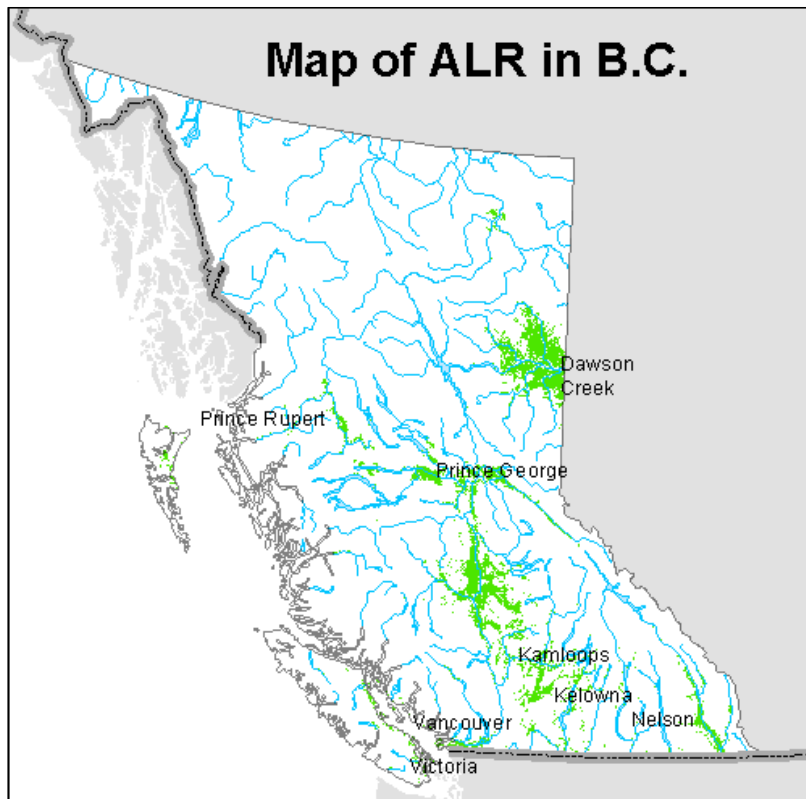 Map of ALR in B.C.
Dawson
Creek
Prince Rupert
Prince George
Kamloops
Kelowna
Nelson
Vancouver
Victoria